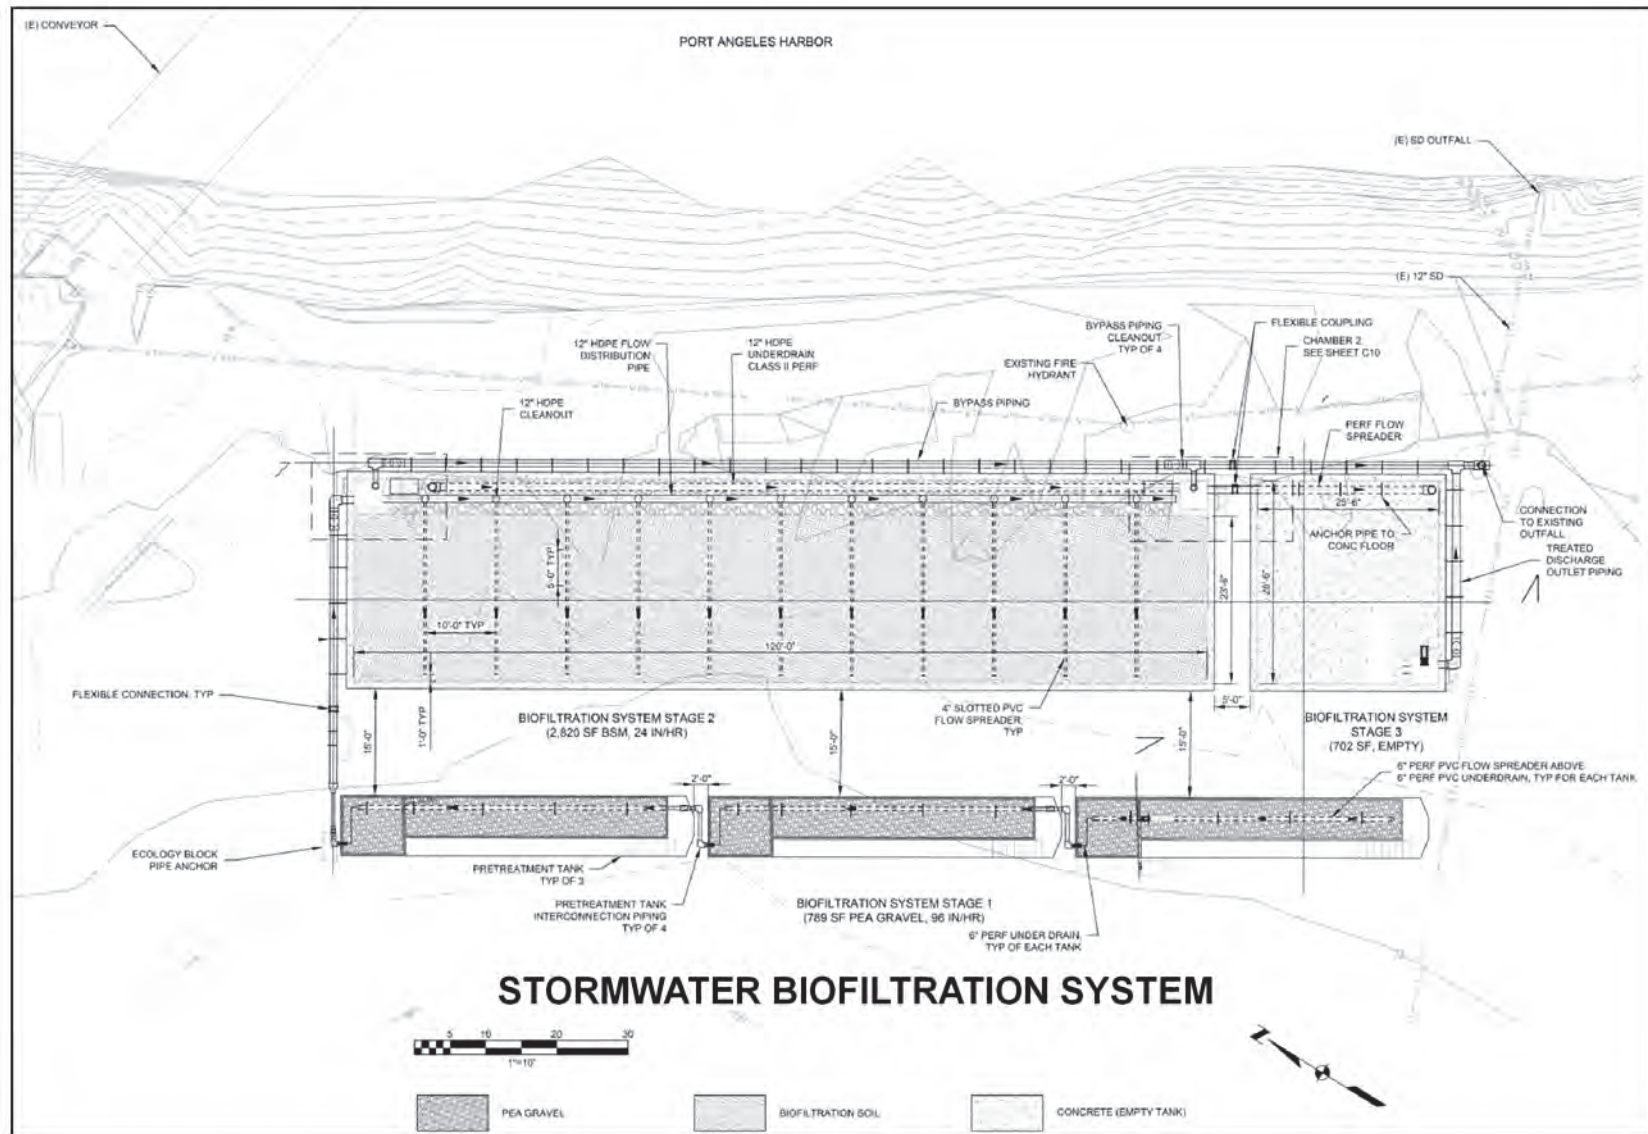 (E) CONVEYOR
PORT ANGELES HARBOR
(E) SD OUTFALL
(E) 12" SD
12" HDPE FLOW
DISTRIBUTION
PIPE
12" HDPE
UNDERDRAIN
CLASS II PERF
BYPASS PIPING
CLEANOUT
TYP OF 4
FLEXIBLE COUPLING
CHAMBER 2
SEE SHEET C10
EXISTING FIRE
HYDRANT
12" HDPE
CLEANOUT
BYPASS PIPING
PERF FLOW
SPREADER
25'-6"
ANCHOR PIPE TO
CONC FLOOR
CONNECTION
TO EXISTING
OUTFALL
TREATED
DISCHARGE
OUTLET PIPING
5'-0" TYP
23'-6"
10'-0" TYP
120'-0"
FLEXIBLE CONNECTION, TYP
15'-0"
1'-0" TYP
BIOFILTRATION SYSTEM STAGE 2
(2,820 SF BSM, 24 IN/HR)
15'-0"
4" SLOTTED PVC
FLOW SPREADER,
TYP
15'-0"
5'-0"
BIOFILTRATION SYSTEM
STAGE 3
(702 SF, EMPTY)
6" PERF PVC FLOW SPREADER ABOVE
6" PERF PVC UNDERDRAIN, TYP FOR EACH TANK
2'-0"
2'-0"
ECOLOGY BLOCK
PIPE ANCHOR
PRETREATMENT TANK
TYP OF 3
PRETREATMENT TANK
INTERCONNECTION PIPING
TYP OF 4
BIOFILTRATION SYSTEM STAGE 1
(789 SF PEA GRAVEL, 96 IN/HR)
6" PERF UNDER DRAIN,
TYP OF EACH TANK
STORMWATER BIOFILTRATION SYSTEM
5 10 20 30
1"=10'
PEA GRAVEL
BIOFILTRATION SOIL
CONCRETE (EMPTY TANK)